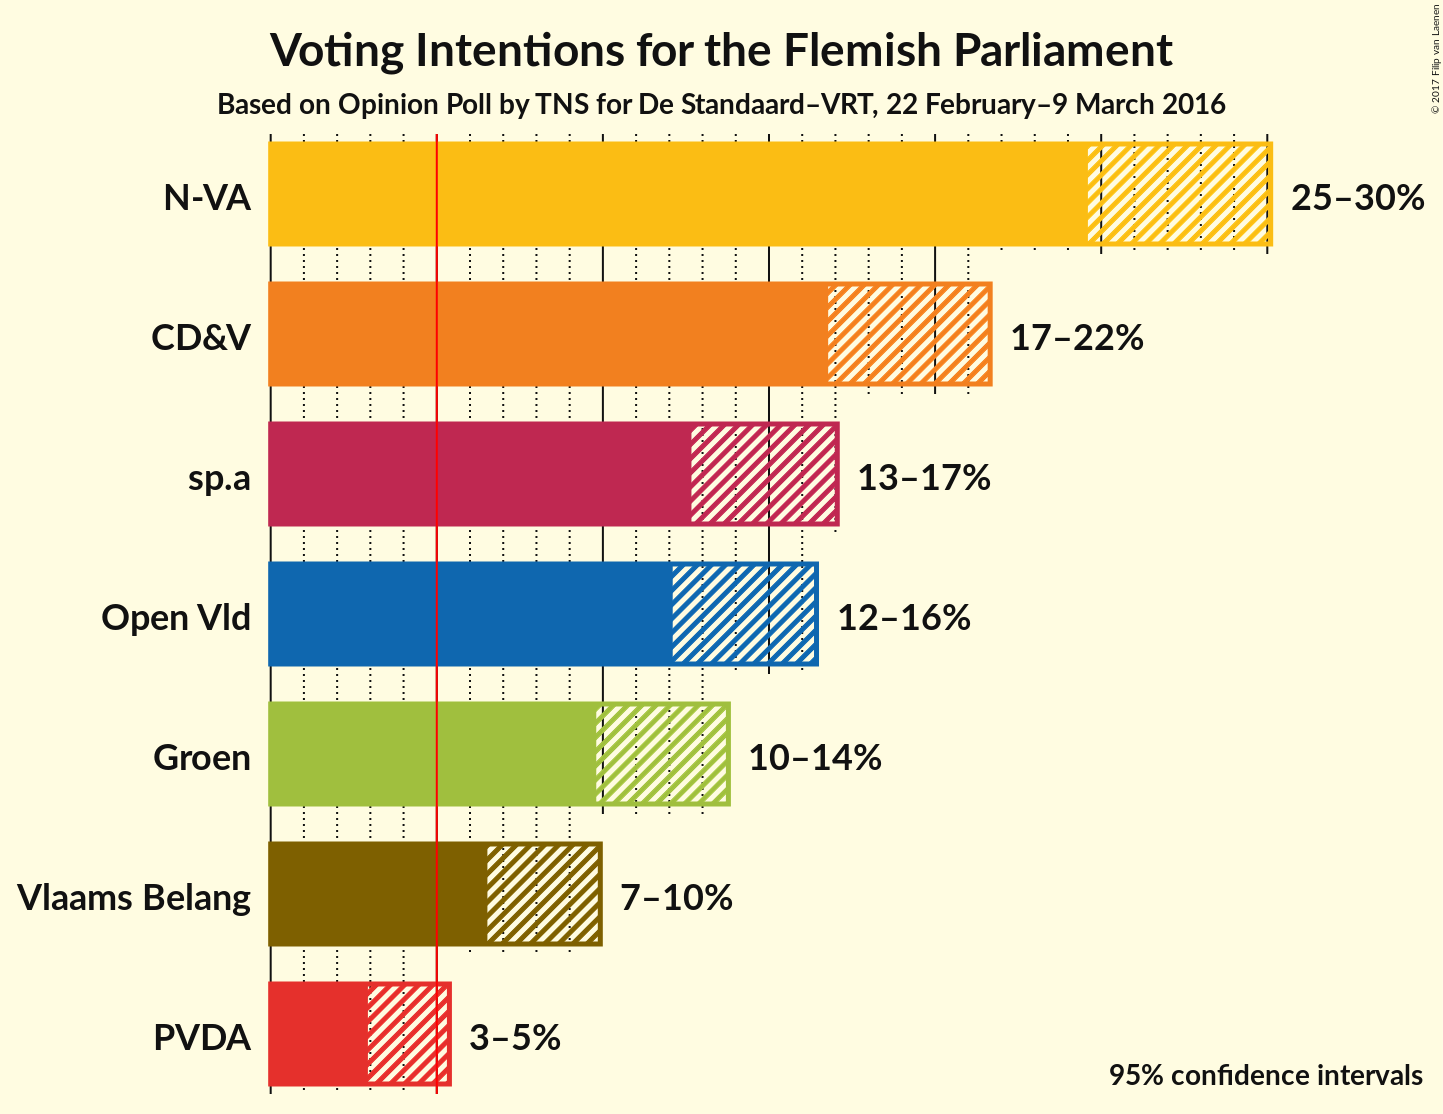 Voting Intentions for the Flemish Parliament
Based on Opinion Poll by TNS for De Standaard–VRT, 22 February–9 March 2016
© 2017 Filip van Laenen
N-VA 25–30%
CD&V 17–22%
sp.a 13–17%
Open Vld 12–16%
Groen 10–14%
Vlaams Belang 7–10%
PVDA 3–5%
95% confidence intervals